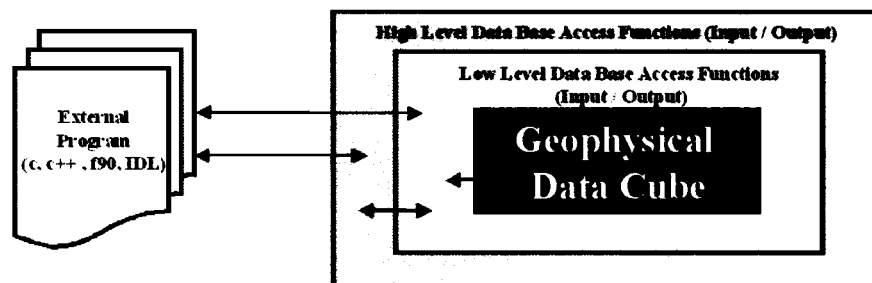 High Level Data Base Access Functions (Input / Output)
Low Level Data Base Access Functions
(Input / Output)
External
Program
(c, c++ , f90, IDL)
Geophysical
Data Cube